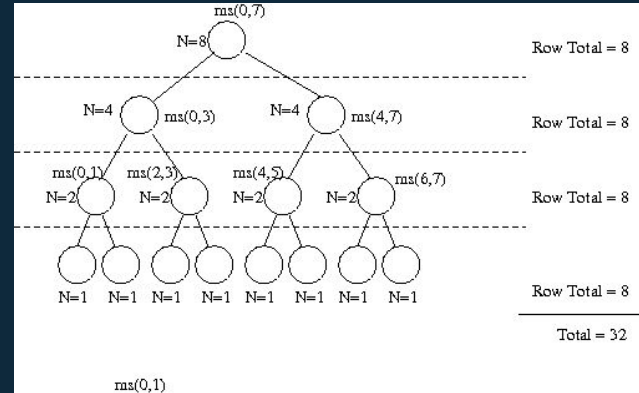 ms(0,7)
N=8
Row Total = 8
N=4 ms(0,3) N=4 ms(4,7)
Row Total = 8
ms(0,1) ms(2,3) ms(4,5) ms(6,7)
N=2 N=2 N=2 N=2
Row Total = 8
N=1 N=1 N=1 N=1 N=1 N=1 N=1 N=1
Row Total = 8
Total = 32
ms(0,1)